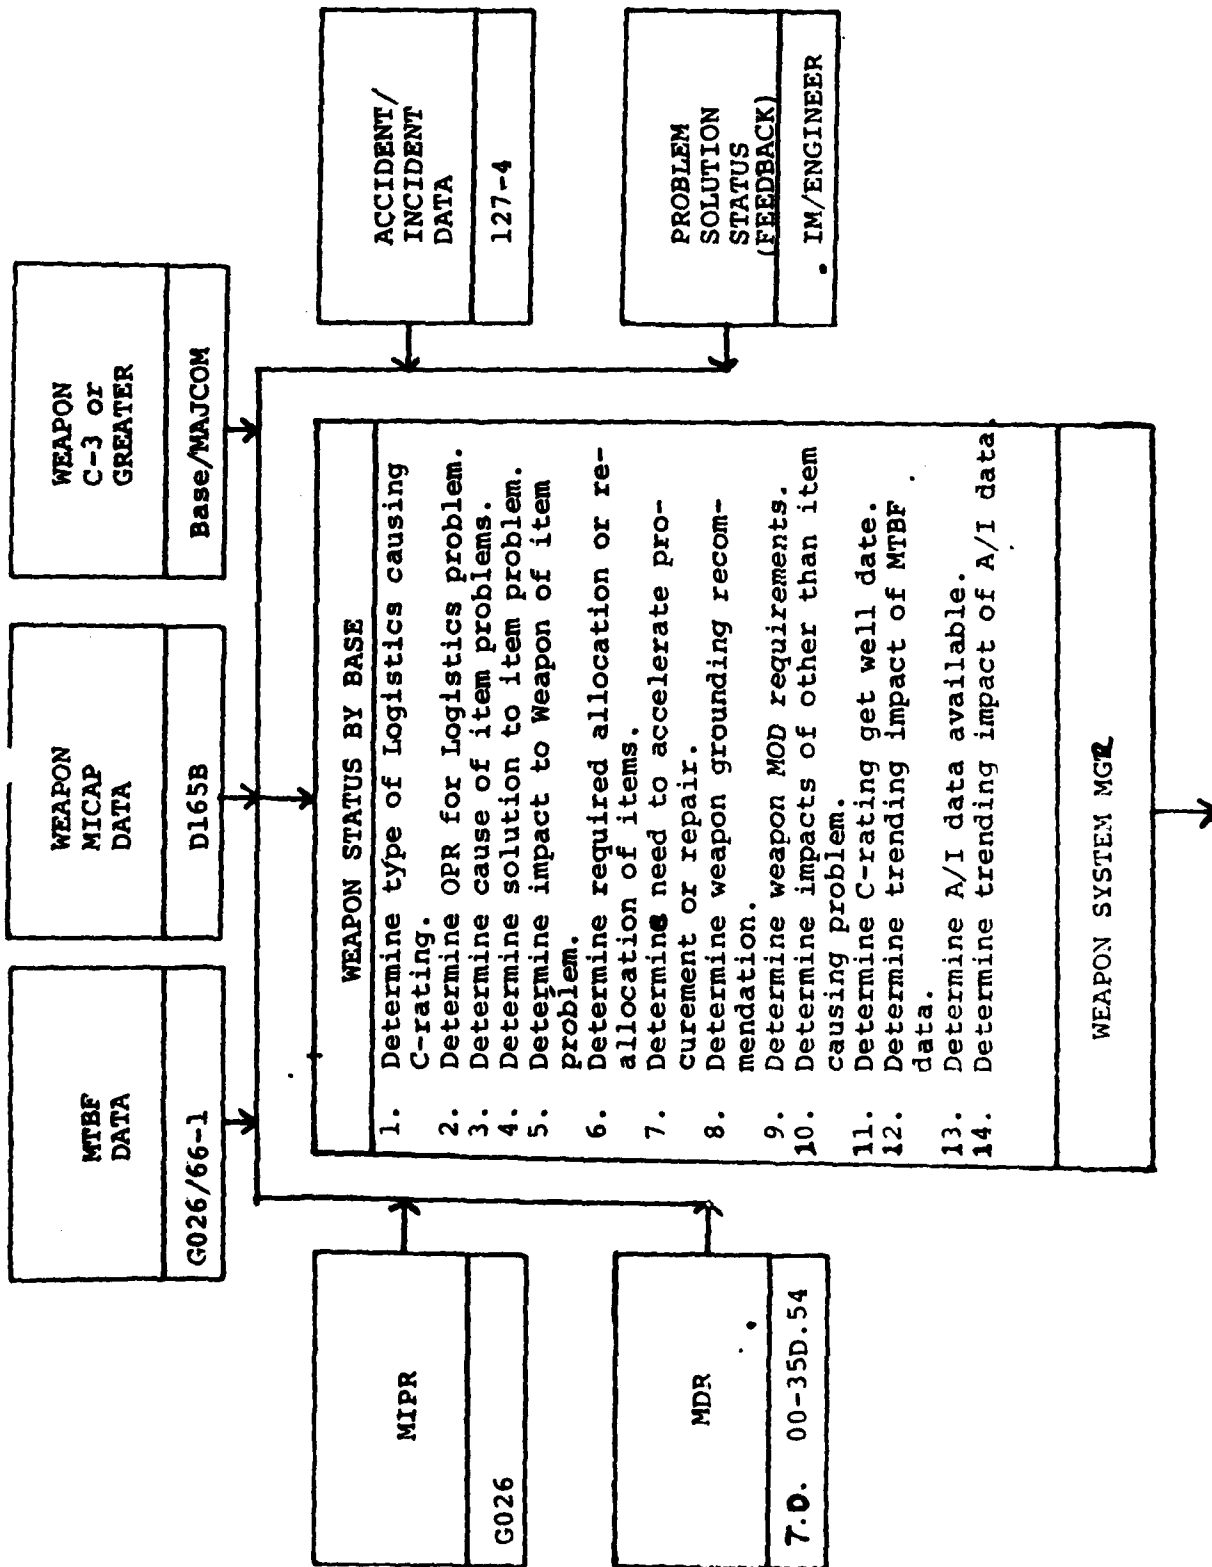 MTBF
DATA
G026/66-1
WEAPON
MICAP
DATA
D165B
WEAPON
C-3 or
GREATER
Base/MAJCOM
MIPR
G026
MDR
7.0. 00-35D.54
ACCIDENT/
INCIDENT
DATA
127-4
PROBLEM
SOLUTION
STATUS
(FEEDBACK)
IM/ENGINEER
WEAPON STATUS BY BASE
1. Determine type of Logistics causing
C-rating.
2. Determine OPR for Logistics problem.
3. Determine cause of item problems.
4. Determine solution to item problem.
5. Determine impact to Weapon of item
problem.
6. Determine required allocation or re-
allocation of items.
7. Determine need to accelerate pro-
curement or repair.
8. Determine weapon grounding recom-
mendation.
9. Determine weapon MOD requirements.
10. Determine impacts of other than item
causing problem.
11. Determine C-rating get well date.
12. Determine trending impact of MTBF
data.
13. Determine A/I data available.
14. Determine trending impact of A/I data.
WEAPON SYSTEM MGR